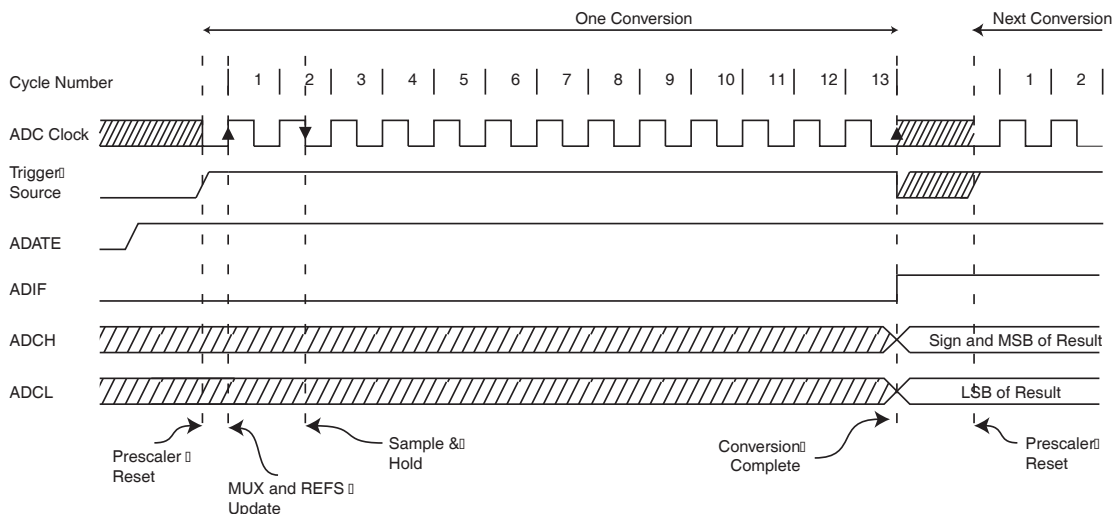 One Conversion
Next Conversion
Cycle Number
1 2 3 4 5 6 7 8 9 10 11 12 13 1 2
ADC Clock
Trigger
Source
ADATE
ADIF
ADCH
Sign and MSB of Result
ADCL
LSB of Result
Prescaler
Reset
MUX and REFS
Update
Sample &
Hold
Conversion
Complete
Prescaler
Reset